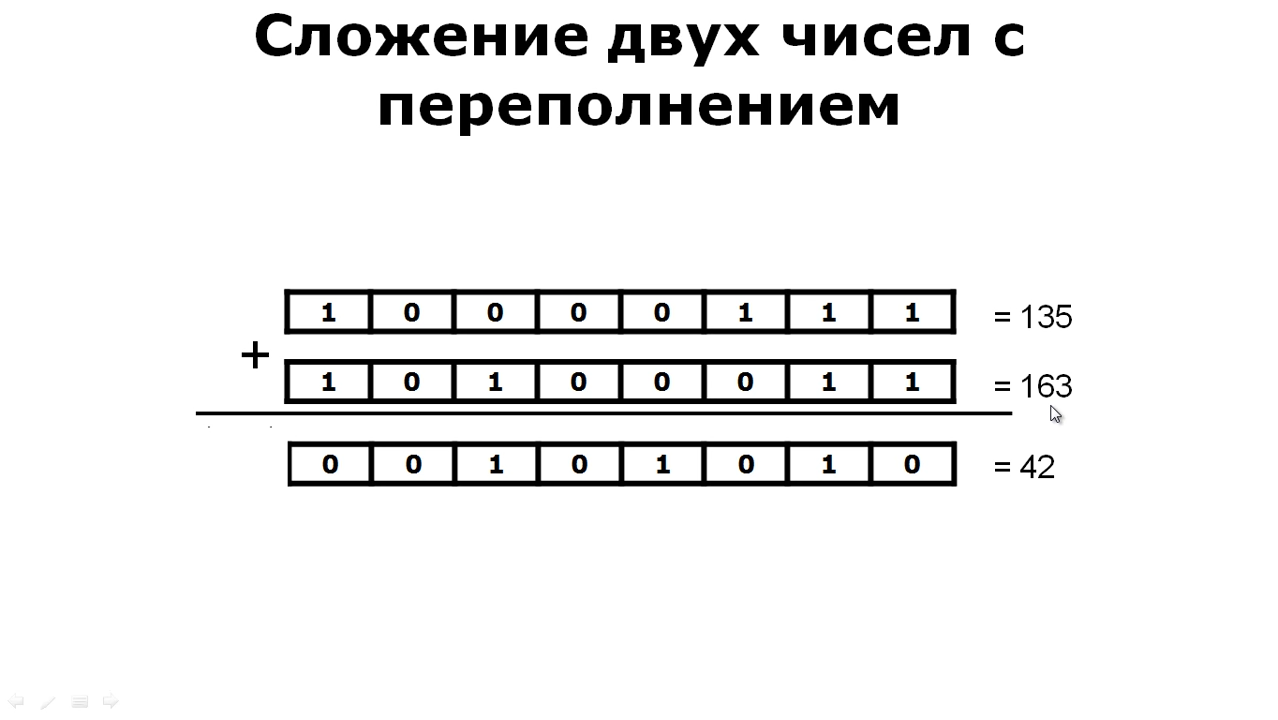 Сложение двух чисел с
переполнением
1 0 0 0 0 1 1 1 = 135
+
1 0 1 0 0 0 1 1 = 163
0 0 1 0 1 0 1 0 = 42